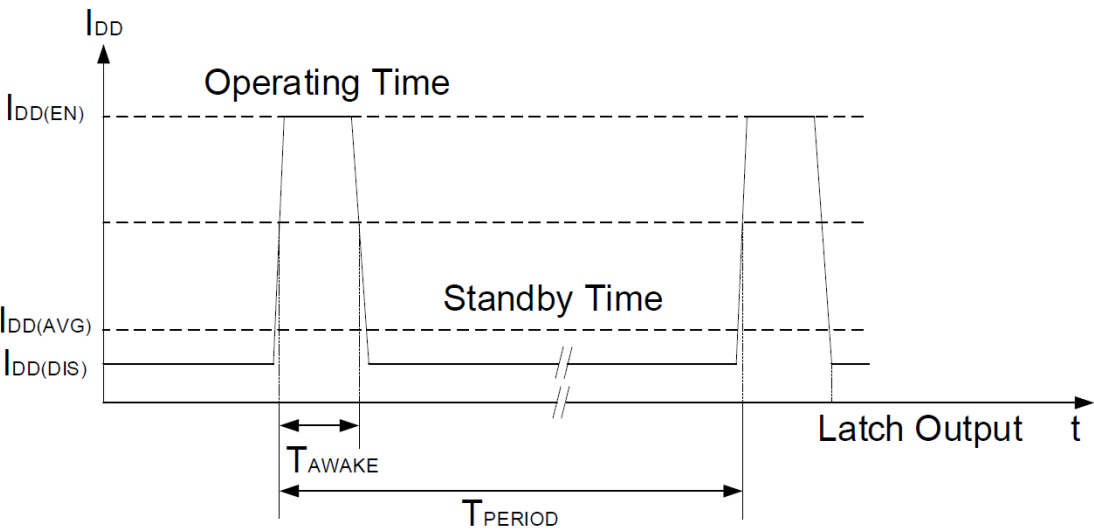 IDD
Operating Time
IDD(EN)
Standby Time
IDD(AVG)
IDD(DIS)
Latch Output t
TAWAKE
TPERIOD